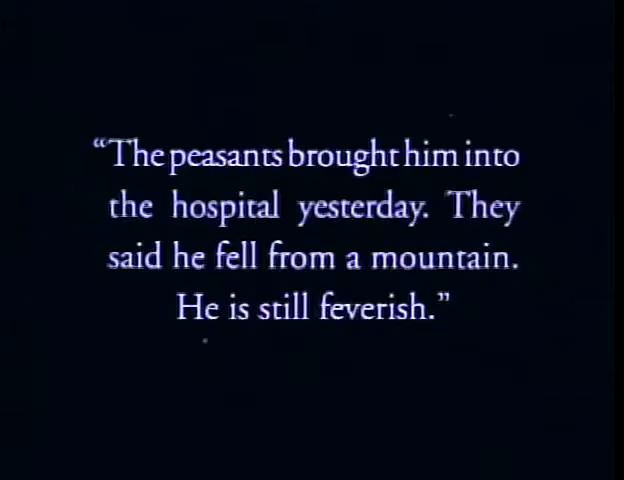 “The peasants brought him into
the hospital yesterday. They
said he fell from a mountain.
He is still feverish.”